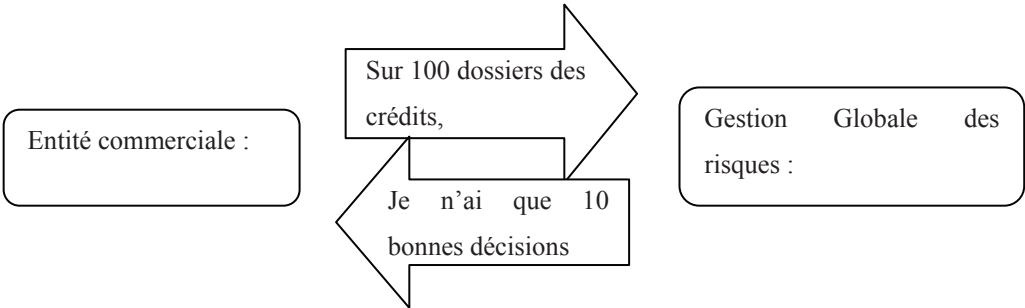 Entité commerciale :
Sur 100 dossiers des
crédits,
Je n’ai que 10
bonnes décisions
Gestion Globale des
risques :